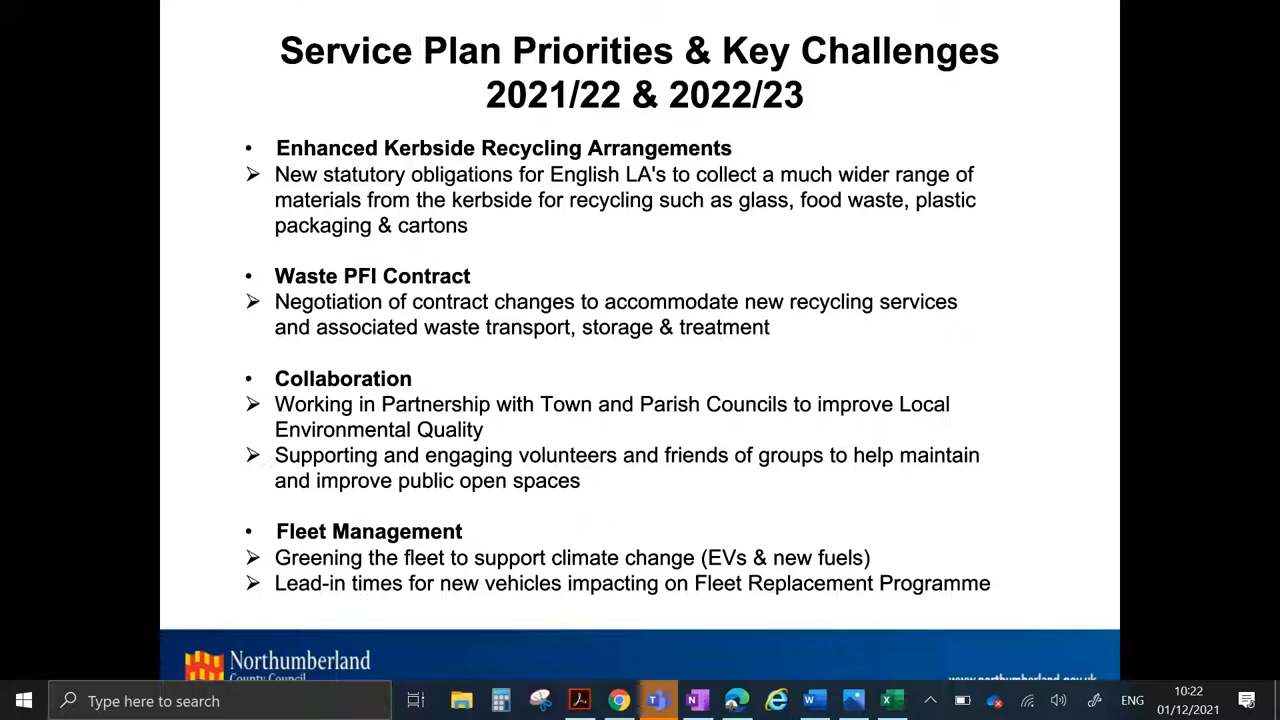 Service Plan Priorities & Key Challenges
2021/22 & 2022/23
• Enhanced Kerbside Recycling Arrangements
➢ New statutory obligations for English LA's to collect a much wider range of
materials from the kerbside for recycling such as glass, food waste, plastic
packaging & cartons
• Waste PFI Contract
➢ Negotiation of contract changes to accommodate new recycling services
and associated waste transport, storage & treatment
• Collaboration
➢ Working in Partnership with Town and Parish Councils to improve Local
Environmental Quality
➢ Supporting and engaging volunteers and friends of groups to help maintain
and improve public open spaces
• Fleet Management
➢ Greening the fleet to support climate change (EVs & new fuels)
➢ Lead-in times for new vehicles impacting on Fleet Replacement Programme
Northumberland
County Council
www.northumberland.gov.uk
Type here to search
ENG
10:22
01/12/2021